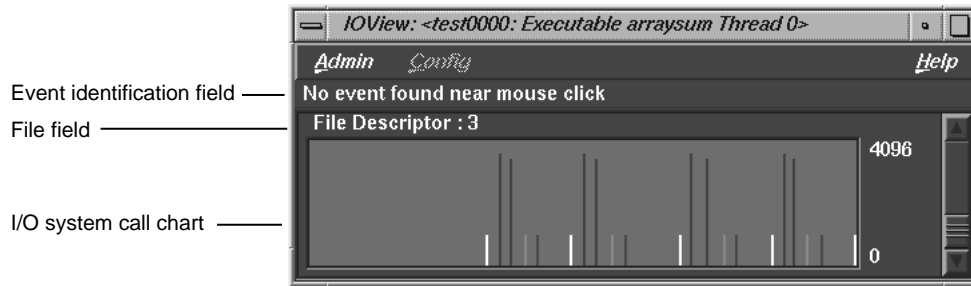 IOView: <test0000: Executable arraysum Thread 0>
Admin Config Help
Event identification field
No event found near mouse click
File field
File Descriptor : 3
4096
I/O system call chart
0